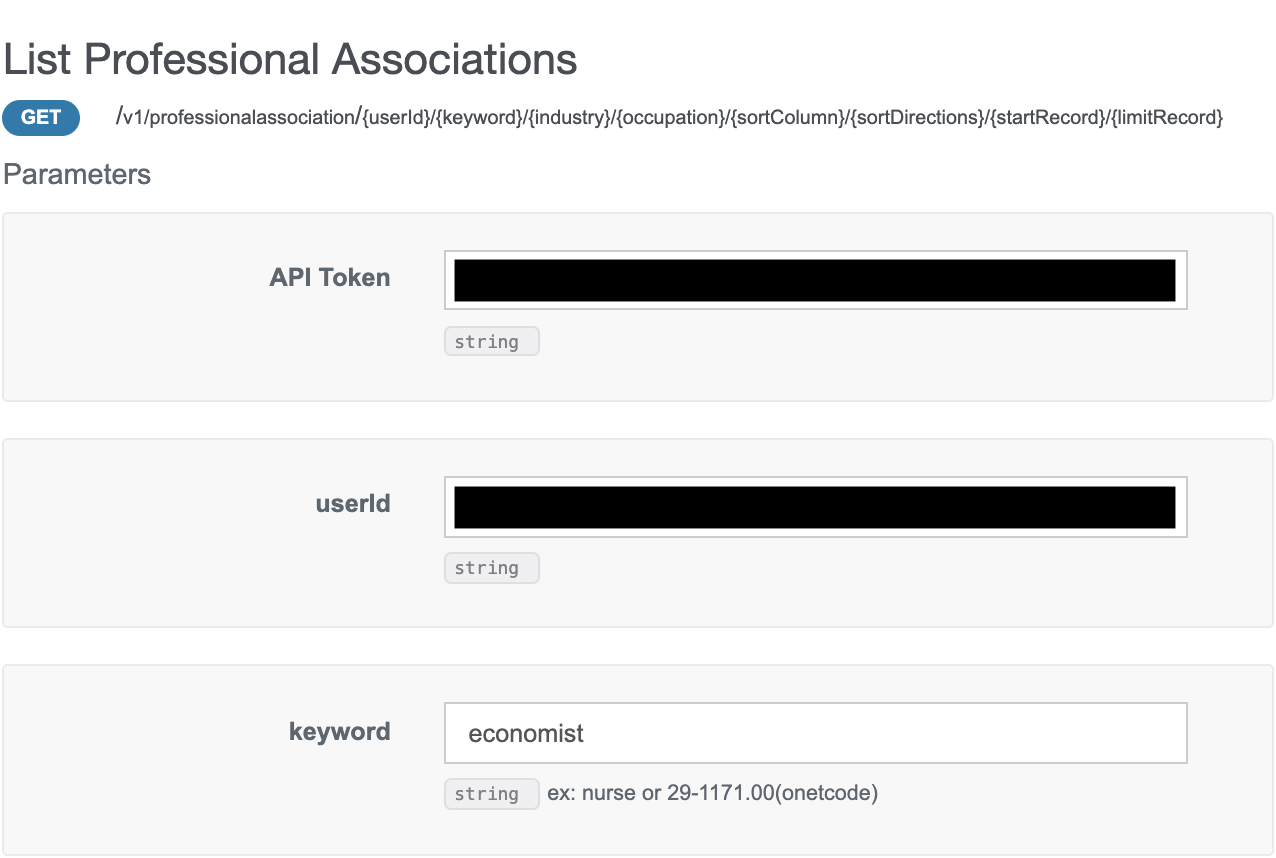 List Professional Associations
GET /v1/professionalassociation/{userId}/{keyword}/{industry}/{occupation}/{sortColumn}/{sortDirections}/{startRecord}/{limitRecord}
Parameters
API Token
string
userId
string
keyword economist
string ex: nurse or 29-1171.00(onetcode)